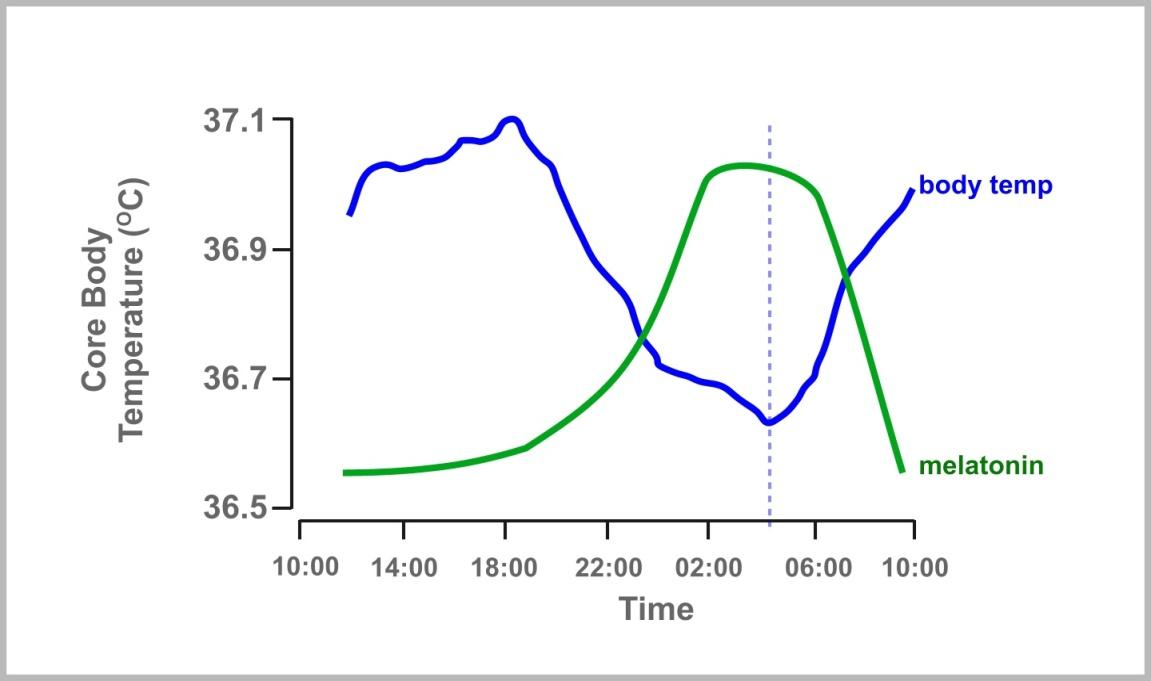 Core Body
Temperature (OC)
37.1
36.9
36.7
36.5
body temp
melatonin
10:00 14:00 18:00 22:00 02:00 06:00 10:00
Time